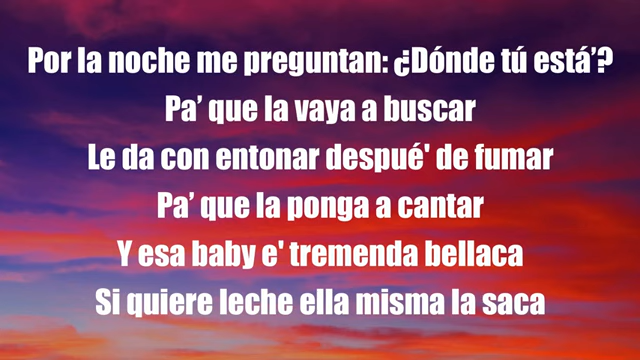 Por la noche me preguntan: ¿Dónde tú está’?
Pa’ que la vaya a buscar
Le da con entonar despué' de fumar
Pa’ que la ponga a cantar
Y esa baby e' tremenda bellaca
Si quiere leche ella misma la saca